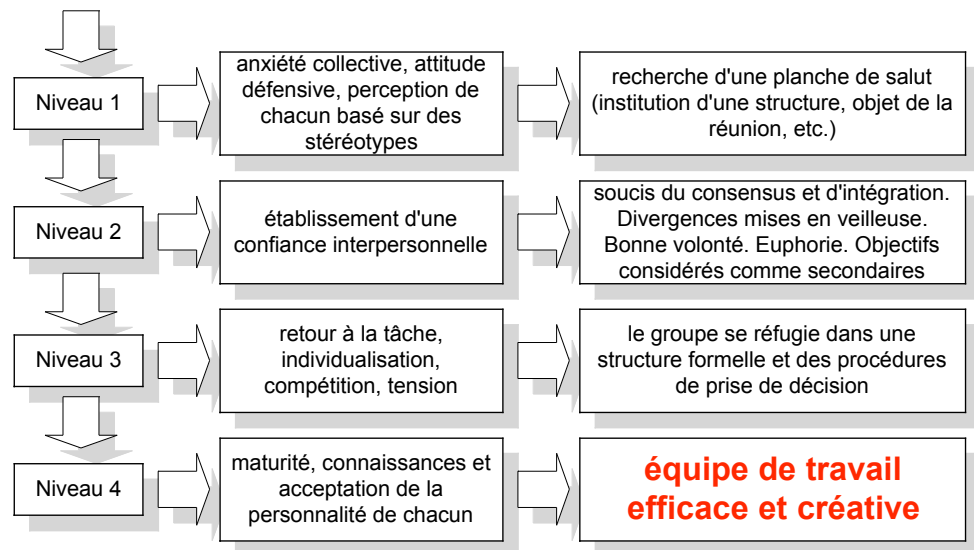 Niveau 1
anxiété collective, attitude
défensive, perception de
chacun basé sur des
stéréotypes
recherche d'une planche de salut
(institution d'une structure, objet de la
réunion, etc.)
Niveau 2
établissement d'une
confiance interpersonnelle
soucis du consensus et d'intégration.
Divergences mises en veilleuse.
Bonne volonté. Euphorie. Objectifs
considérés comme secondaires
Niveau 3
retour à la tâche,
individualisation,
compétition, tension
le groupe se réfugie dans une
structure formelle et des procédures
de prise de décision
Niveau 4
maturité, connaissances et
acceptation de la
personnalité de chacun
équipe de travail
efficace et créative